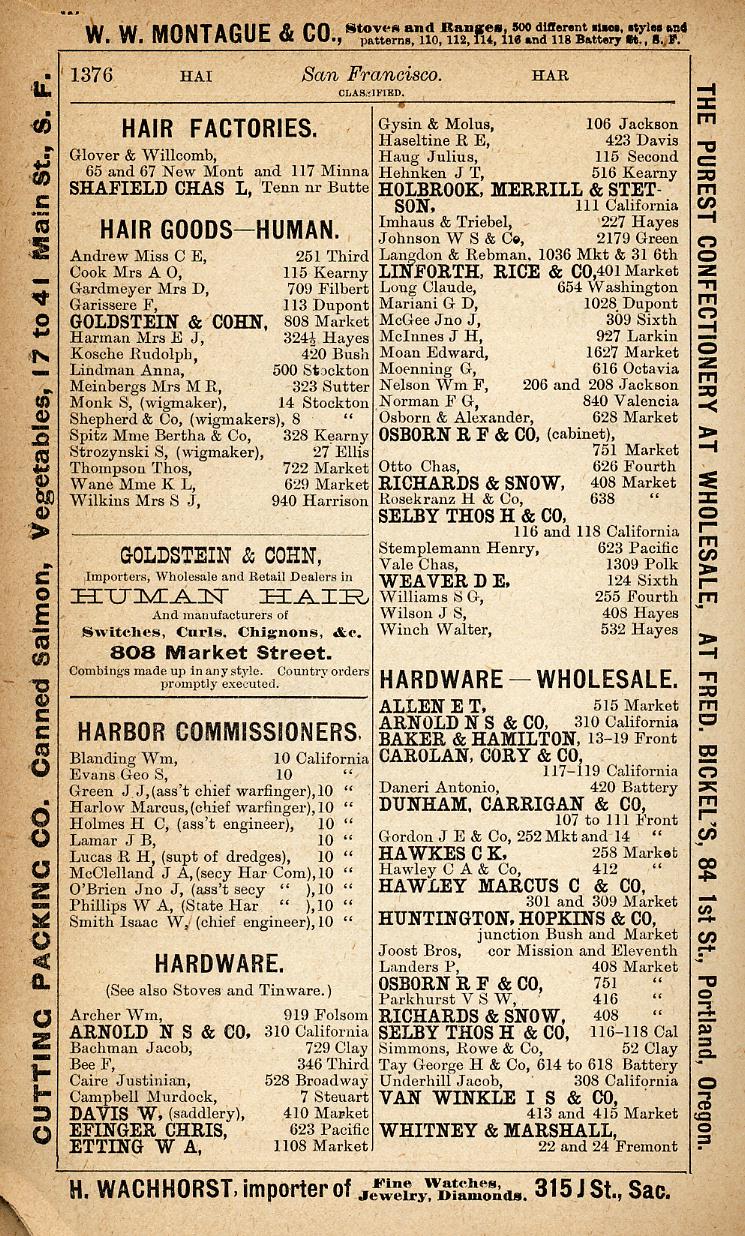 W. W. MONTAGUE & CO., Stoves and Ranges, 500 different sizes, styles and
patterns, 110, 112, 114, 116 and 118 Battery St., S. F.
1376 HAI San Francisco. HAR
CLASSIFIED.
HAIR FACTORIES.
Glover & Willcomb,
65 and 67 New Mont and 117 Minna
SHAFIELD CHAS L, Tenn nr Butte
HAIR GOODS—HUMAN.
Andrew Miss C E, 251 Third
Cook Mrs A O, 115 Kearny
Gardmeyer Mrs D, 709 Filbert
Garissere F, 113 Dupont
GOLDSTEIN & COHN, 808 Market
Harman Mrs E J, 324½ Hayes
Kosche Rudolph, 420 Bush
Lindman Anna, 500 Stockton
Meinbergs Mrs M R, 323 Sutter
Monk S, (wigmaker), 14 Stockton
Shepherd & Co, (wigmakers), 8 "
Spitz Mme Bertha & Co, 328 Kearny
Strozynski S, (wigmaker), 27 Ellis
Thompson Thos, 722 Market
Wane Mme K L, 629 Market
Wilkins Mrs S J, 940 Harrison
GOLDSTEIN & COHN,
Importers, Wholesale and Retail Dealers in
HUMAN HAIR
And manufacturers of
Switches, Curls, Chignons, &c.
808 Market Street.
Combings made up in any style. Country orders
promptly executed.
HARBOR COMMISSIONERS.
Blanding Wm, 10 California
Evans Geo S, 10 "
Green J J, (ass't chief warfinger), 10 "
Harlow Marcus, (chief warfinger), 10 "
Holmes H C, (ass't engineer), 10 "
Lamar J B, 10 "
Lucas R H, (supt of dredges), 10 "
McClelland J A, (secy Har Com), 10 "
O'Brien Jno J, (ass't secy " ), 10 "
Phillips W A, (State Har " ), 10 "
Smith Isaac W, (chief engineer), 10 "
HARDWARE.
(See also Stoves and Tinware.)
Archer Wm, 919 Folsom
ARNOLD N S & CO, 310 California
Bachman Jacob, 729 Clay
Bee F, 346 Third
Caire Justinian, 528 Broadway
Campbell Murdock, 7 Steuart
DAVIS W, (saddlery), 410 Market
EFINGER CHRIS, 623 Pacific
ETTING W A, 1108 Market
Gysin & Molus, 106 Jackson
Haseltine R E, 423 Davis
Haug Julius, 115 Second
Hehnken J T, 516 Kearny
HOLBROOK, MERRILL & STET-
SON, 111 California
Imhaus & Triebel, 227 Hayes
Johnson W S & Co, 2179 Green
Langdon & Rebman, 1036 Mkt & 31 6th
LINFORTH, RICE & CO, 401 Market
Long Claude, 654 Washington
Mariani G D, 1028 Dupont
McGee Jno J, 309 Sixth
McInnes J H, 927 Larkin
Moan Edward, 1627 Market
Moenning G, 616 Octavia
Nelson Wm F, 206 and 208 Jackson
Norman F G, 840 Valencia
Osborn & Alexander, 628 Market
OSBORN R F & CO, (cabinet),
751 Market
Otto Chas, 626 Fourth
RICHARDS & SNOW, 408 Market
Rosekranz H & Co, 638 "
SELBY THOS H & CO,
116 and 118 California
Stemplemann Henry, 623 Pacific
Vale Chas, 1309 Polk
WEAVER D E, 124 Sixth
Williams S G, 255 Fourth
Wilson J S, 408 Hayes
Winch Walter, 532 Hayes
HARDWARE — WHOLESALE.
ALLEN E T, 515 Market
ARNOLD N S & CO, 310 California
BAKER & HAMILTON, 13-19 Front
CAROLAN, CORY & CO,
117-119 California
Daneri Antonio, 420 Battery
DUNHAM, CARRIGAN & CO,
107 to 111 Front
Gordon J E & Co, 252 Mkt and 14 "
HAWKES C K, 258 Market
Hawley C A & Co, 412 "
HAWLEY MARCUS C & CO,
301 and 309 Market
HUNTINGTON, HOPKINS & CO,
junction Bush and Market
Joost Bros, cor Mission and Eleventh
Landers P, 408 Market
OSBORN R F & CO, 751 "
Parkhurst V S W, 416 "
RICHARDS & SNOW, 408 "
SELBY THOS H & CO, 116-118 Cal
Simmons, Rowe & Co, 52 Clay
Tay George H & Co, 614 to 618 Battery
Underhill Jacob, 308 California
VAN WINKLE I S & CO,
413 and 415 Market
WHITNEY & MARSHALL,
22 and 24 Fremont
CUTTING PACKING CO. Canned Salmon, Vegetables, 17 to 41 Main St., S. F.
THE PUREST CONFECTIONERY AT WHOLESALE, AT FRED. BICKEL'S, 84 1st St., Portland, Oregon.
H. WACHHORST, importer of Fine Watches, Jewelry, Diamonds. 315 J St., Sac.